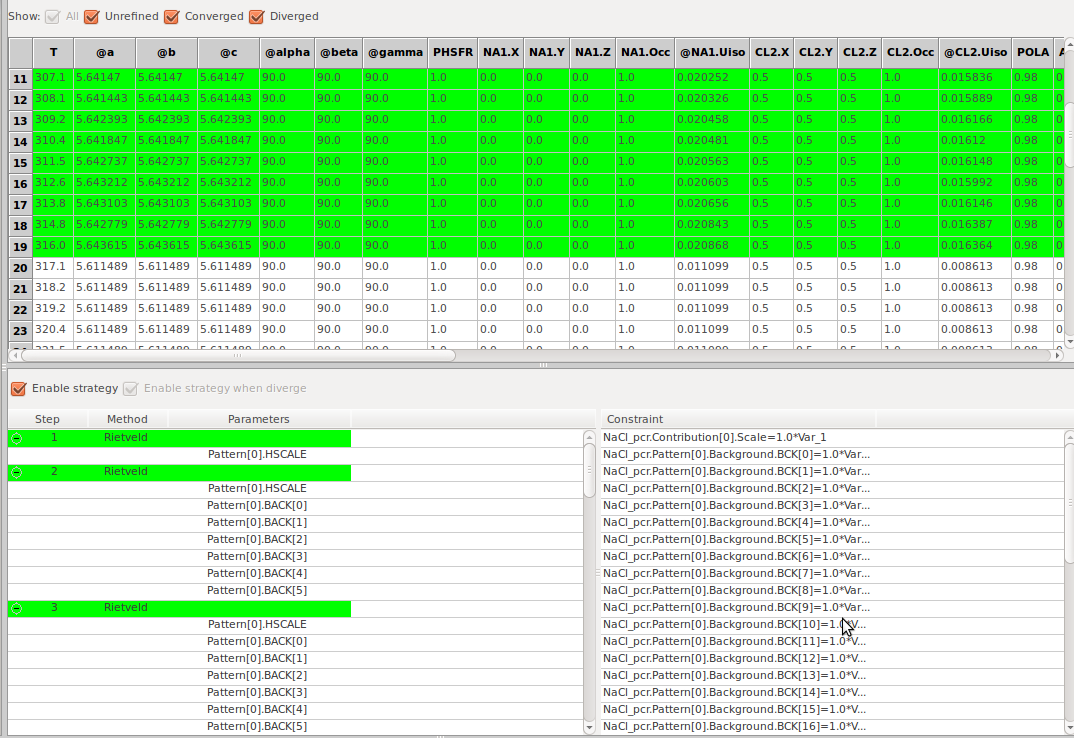 Show: All Unrefined Converged Diverged
T @a @b @c @alpha @beta @gamma PHSFR NA1.X NA1.Y NA1.Z NA1.Occ @NA1.Uiso CL2.X CL2.Y CL2.Z CL2.Occ @CL2.Uiso POLA
11 307.1 5.64147 5.64147 5.64147 90.0 90.0 90.0 1.0 0.0 0.0 0.0 1.0 0.020252 0.5 0.5 0.5 1.0 0.015836 0.98 0
12 308.1 5.641443 5.641443 5.641443 90.0 90.0 90.0 1.0 0.0 0.0 0.0 1.0 0.020326 0.5 0.5 0.5 1.0 0.015889 0.98 0
13 309.2 5.642393 5.642393 5.642393 90.0 90.0 90.0 1.0 0.0 0.0 0.0 1.0 0.020458 0.5 0.5 0.5 1.0 0.016166 0.98 0
14 310.4 5.641847 5.641847 5.641847 90.0 90.0 90.0 1.0 0.0 0.0 0.0 1.0 0.020481 0.5 0.5 0.5 1.0 0.01612 0.98 0
15 311.5 5.642737 5.642737 5.642737 90.0 90.0 90.0 1.0 0.0 0.0 0.0 1.0 0.020563 0.5 0.5 0.5 1.0 0.016148 0.98 0
16 312.6 5.643212 5.643212 5.643212 90.0 90.0 90.0 1.0 0.0 0.0 0.0 1.0 0.020603 0.5 0.5 0.5 1.0 0.015992 0.98 0
17 313.8 5.643103 5.643103 5.643103 90.0 90.0 90.0 1.0 0.0 0.0 0.0 1.0 0.020656 0.5 0.5 0.5 1.0 0.016146 0.98 0
18 314.8 5.642779 5.642779 5.642779 90.0 90.0 90.0 1.0 0.0 0.0 0.0 1.0 0.020843 0.5 0.5 0.5 1.0 0.016387 0.98 0
19 316.0 5.643615 5.643615 5.643615 90.0 90.0 90.0 1.0 0.0 0.0 0.0 1.0 0.020868 0.5 0.5 0.5 1.0 0.016364 0.98 0
20 317.1 5.611489 5.611489 5.611489 90.0 90.0 90.0 1.0 0.0 0.0 0.0 1.0 0.011099 0.5 0.5 0.5 1.0 0.008613 0.98 0
21 318.2 5.611489 5.611489 5.611489 90.0 90.0 90.0 1.0 0.0 0.0 0.0 1.0 0.011099 0.5 0.5 0.5 1.0 0.008613 0.98 0
22 319.2 5.611489 5.611489 5.611489 90.0 90.0 90.0 1.0 0.0 0.0 0.0 1.0 0.011099 0.5 0.5 0.5 1.0 0.008613 0.98 0
23 320.4 5.611489 5.611489 5.611489 90.0 90.0 90.0 1.0 0.0 0.0 0.0 1.0 0.011099 0.5 0.5 0.5 1.0 0.008613 0.98 0
Enable strategy Enable strategy when diverge
Step Method Parameters Constraint
1 Rietveld NaCl_pcr.Contribution[0].Scale=1.0*Var_1
Pattern[0].HSCALE NaCl_pcr.Pattern[0].Background.BCK[0]=1.0*Var...
2 Rietveld NaCl_pcr.Pattern[0].Background.BCK[1]=1.0*Var...
Pattern[0].HSCALE NaCl_pcr.Pattern[0].Background.BCK[2]=1.0*Var...
Pattern[0].BACK[0] NaCl_pcr.Pattern[0].Background.BCK[3]=1.0*Var...
Pattern[0].BACK[1] NaCl_pcr.Pattern[0].Background.BCK[4]=1.0*Var...
Pattern[0].BACK[2] NaCl_pcr.Pattern[0].Background.BCK[5]=1.0*Var...
Pattern[0].BACK[3] NaCl_pcr.Pattern[0].Background.BCK[6]=1.0*Var...
Pattern[0].BACK[4] NaCl_pcr.Pattern[0].Background.BCK[7]=1.0*Var...
Pattern[0].BACK[5] NaCl_pcr.Pattern[0].Background.BCK[8]=1.0*Var...
3 Rietveld NaCl_pcr.Pattern[0].Background.BCK[9]=1.0*Var...
Pattern[0].HSCALE NaCl_pcr.Pattern[0].Background.BCK[10]=1.0*V...
Pattern[0].BACK[0] NaCl_pcr.Pattern[0].Background.BCK[11]=1.0*V...
Pattern[0].BACK[1] NaCl_pcr.Pattern[0].Background.BCK[12]=1.0*V...
Pattern[0].BACK[2] NaCl_pcr.Pattern[0].Background.BCK[13]=1.0*V...
Pattern[0].BACK[3] NaCl_pcr.Pattern[0].Background.BCK[14]=1.0*V...
Pattern[0].BACK[4] NaCl_pcr.Pattern[0].Background.BCK[15]=1.0*V...
Pattern[0].BACK[5] NaCl_pcr.Pattern[0].Background.BCK[16]=1.0*V...